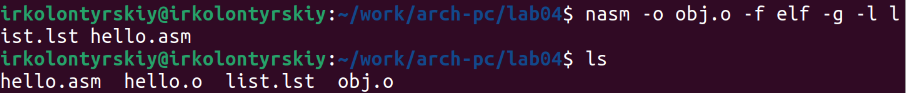 irkolontyrskiy@irkolontyrskiy:~/work/arch-pc/lab04$ nasm -o obj.o -f elf -g -l l
ist.lst hello.asm
irkolontyrskiy@irkolontyrskiy:~/work/arch-pc/lab04$ ls
hello.asm  hello.o  list.lst  obj.o